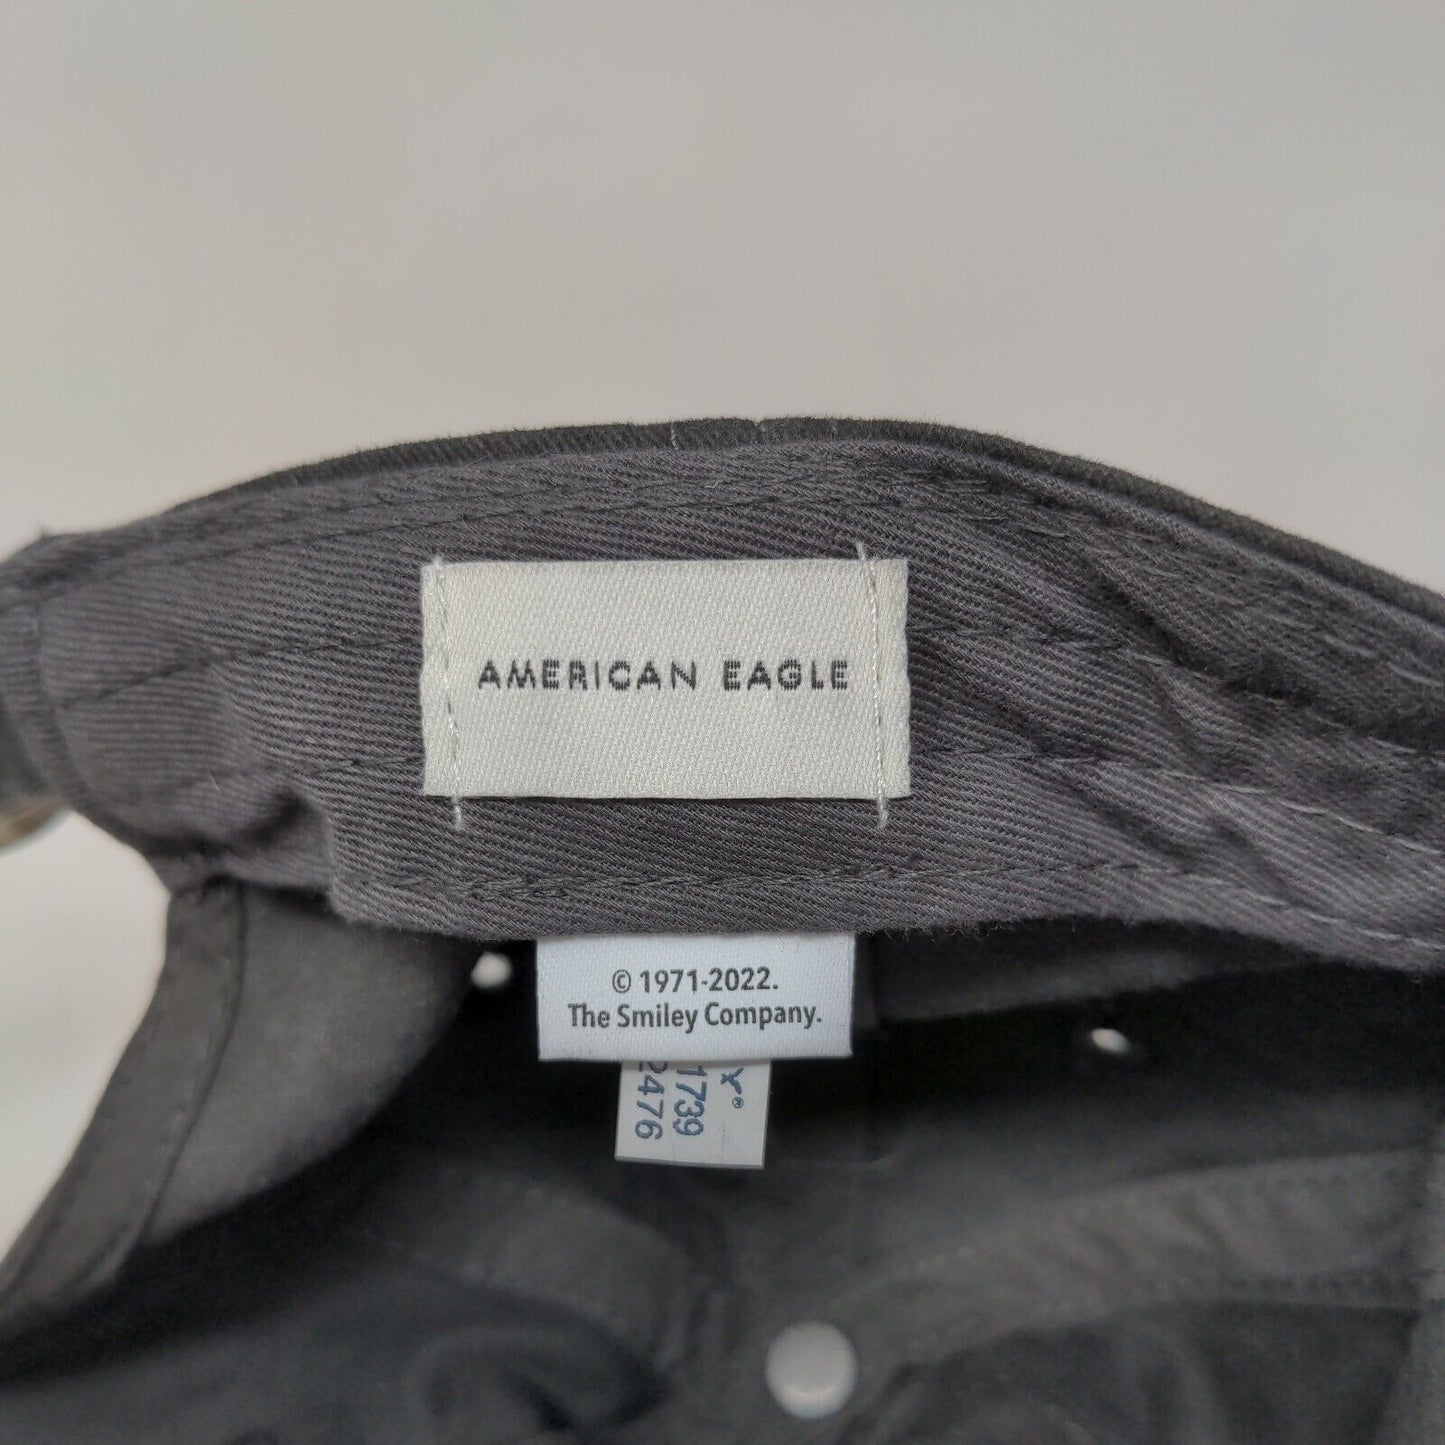 AMERICAN EAGLE
© 1971-2022.
The Smiley Company.
Y®
1739
2476